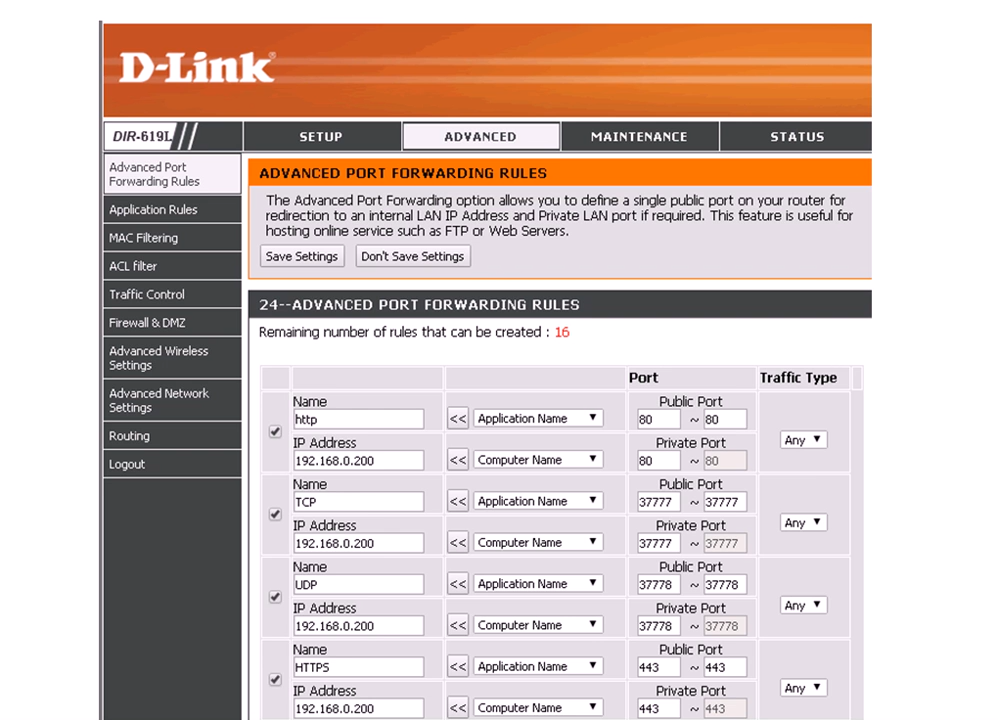 D-Link®
DIR-619L
SETUP
ADVANCED
MAINTENANCE
STATUS
Advanced Port
Forwarding Rules
Application Rules
MAC Filtering
ACL filter
Traffic Control
Firewall & DMZ
Advanced Wireless
Settings
Advanced Network
Settings
Routing
Logout
ADVANCED PORT FORWARDING RULES
The Advanced Port Forwarding option allows you to define a single public port on your router for
redirection to an internal LAN IP Address and Private LAN port if required. This feature is useful for
hosting online service such as FTP or Web Servers.
Save Settings Don't Save Settings
24--ADVANCED PORT FORWARDING RULES
Remaining number of rules that can be created : 16
Port Traffic Type
Name Public Port
http << Application Name 80 ~ 80
Any
IP Address Private Port
192.168.0.200 << Computer Name 80 ~ 80
Name Public Port
TCP << Application Name 37777 ~ 37777
Any
IP Address Private Port
192.168.0.200 << Computer Name 37777 ~ 37777
Name Public Port
UDP << Application Name 37778 ~ 37778
Any
IP Address Private Port
192.168.0.200 << Computer Name 37778 ~ 37778
Name Public Port
HTTPS << Application Name 443 ~ 443
Any
IP Address Private Port
192.168.0.200 << Computer Name 443 ~ 443